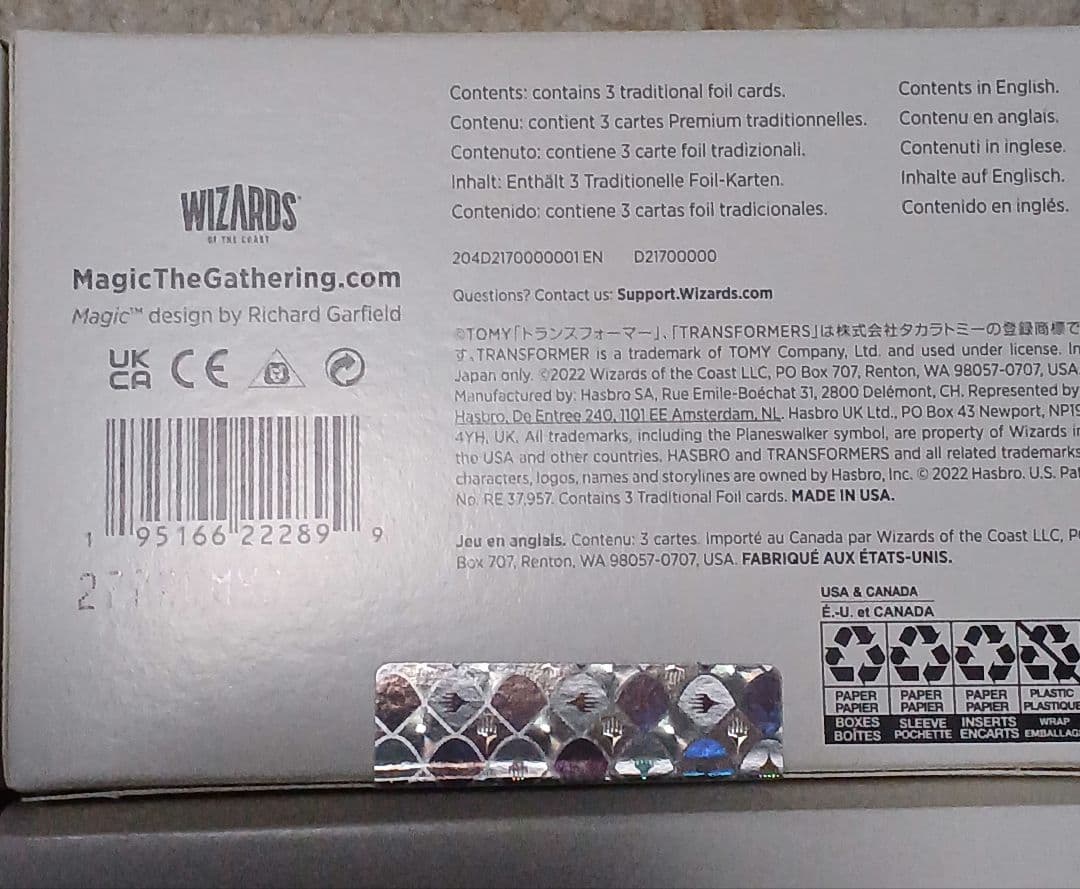 WIZARDS
OF THE COAST
MagicTheGathering.com
Magic™ design by Richard Garfield
UK
CA CE
1 95166 22289 9
Contents: contains 3 traditional foil cards.
Contenu: contient 3 cartes Premium traditionnelles.
Contenuto: contiene 3 carte foil tradizionali.
Inhalt: Enthält 3 Traditionelle Foil-Karten.
Contenido: contiene 3 cartas foil tradicionales.
Contents in English.
Contenu en anglais.
Contenuti in inglese.
Inhalte auf Englisch.
Contenido en inglés.
204D2170000001 EN D21700000
Questions? Contact us: Support.Wizards.com
©TOMY「トランスフォーマー」、「TRANSFORMERS」は株式会社タカラトミーの登録商標で
す。TRANSFORMER is a trademark of TOMY Company, Ltd. and used under license. In
Japan only. ©2022 Wizards of the Coast LLC, PO Box 707, Renton, WA 98057-0707, USA.
Manufactured by: Hasbro SA, Rue Emile-Boéchat 31, 2800 Delémont, CH. Represented by:
Hasbro, De Entree 240, 1101 EE Amsterdam, NL. Hasbro UK Ltd., PO Box 43 Newport, NP19
4YH, UK. All trademarks, including the Planeswalker symbol, are property of Wizards in
the USA and other countries. HASBRO and TRANSFORMERS and all related trademarks
characters, logos, names and storylines are owned by Hasbro, Inc. © 2022 Hasbro. U.S. Pat
No. RE 37,957. Contains 3 Traditional Foil cards. MADE IN USA.
Jeu en anglais. Contenu: 3 cartes. Importé au Canada par Wizards of the Coast LLC,
Box 707, Renton, WA 98057-0707, USA. FABRIQUÉ AUX ÉTATS-UNIS.
USA & CANADA
É.-U. et CANADA
PAPER PAPER PAPER PLASTIC
PAPIER PAPIER PAPIER PLASTIQUE
BOXES SLEEVE INSERTS WRAP
BOÎTES POCHETTE ENCARTS EMBALLAG